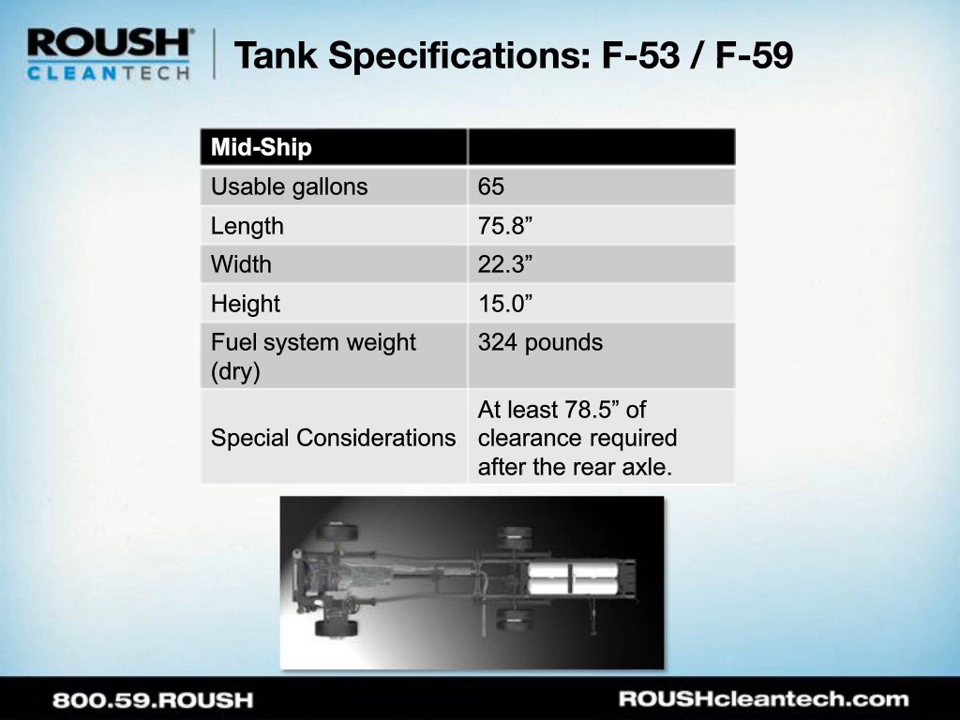 ROUSH®
CLEANTECH
Tank Specifications: F-53 / F-59
Mid-Ship
Usable gallons 65
Length 75.8”
Width 22.3”
Height 15.0”
Fuel system weight
(dry)
324 pounds
Special Considerations
At least 78.5” of
clearance required
after the rear axle.
800.59.ROUSH
ROUSHcleantech.com